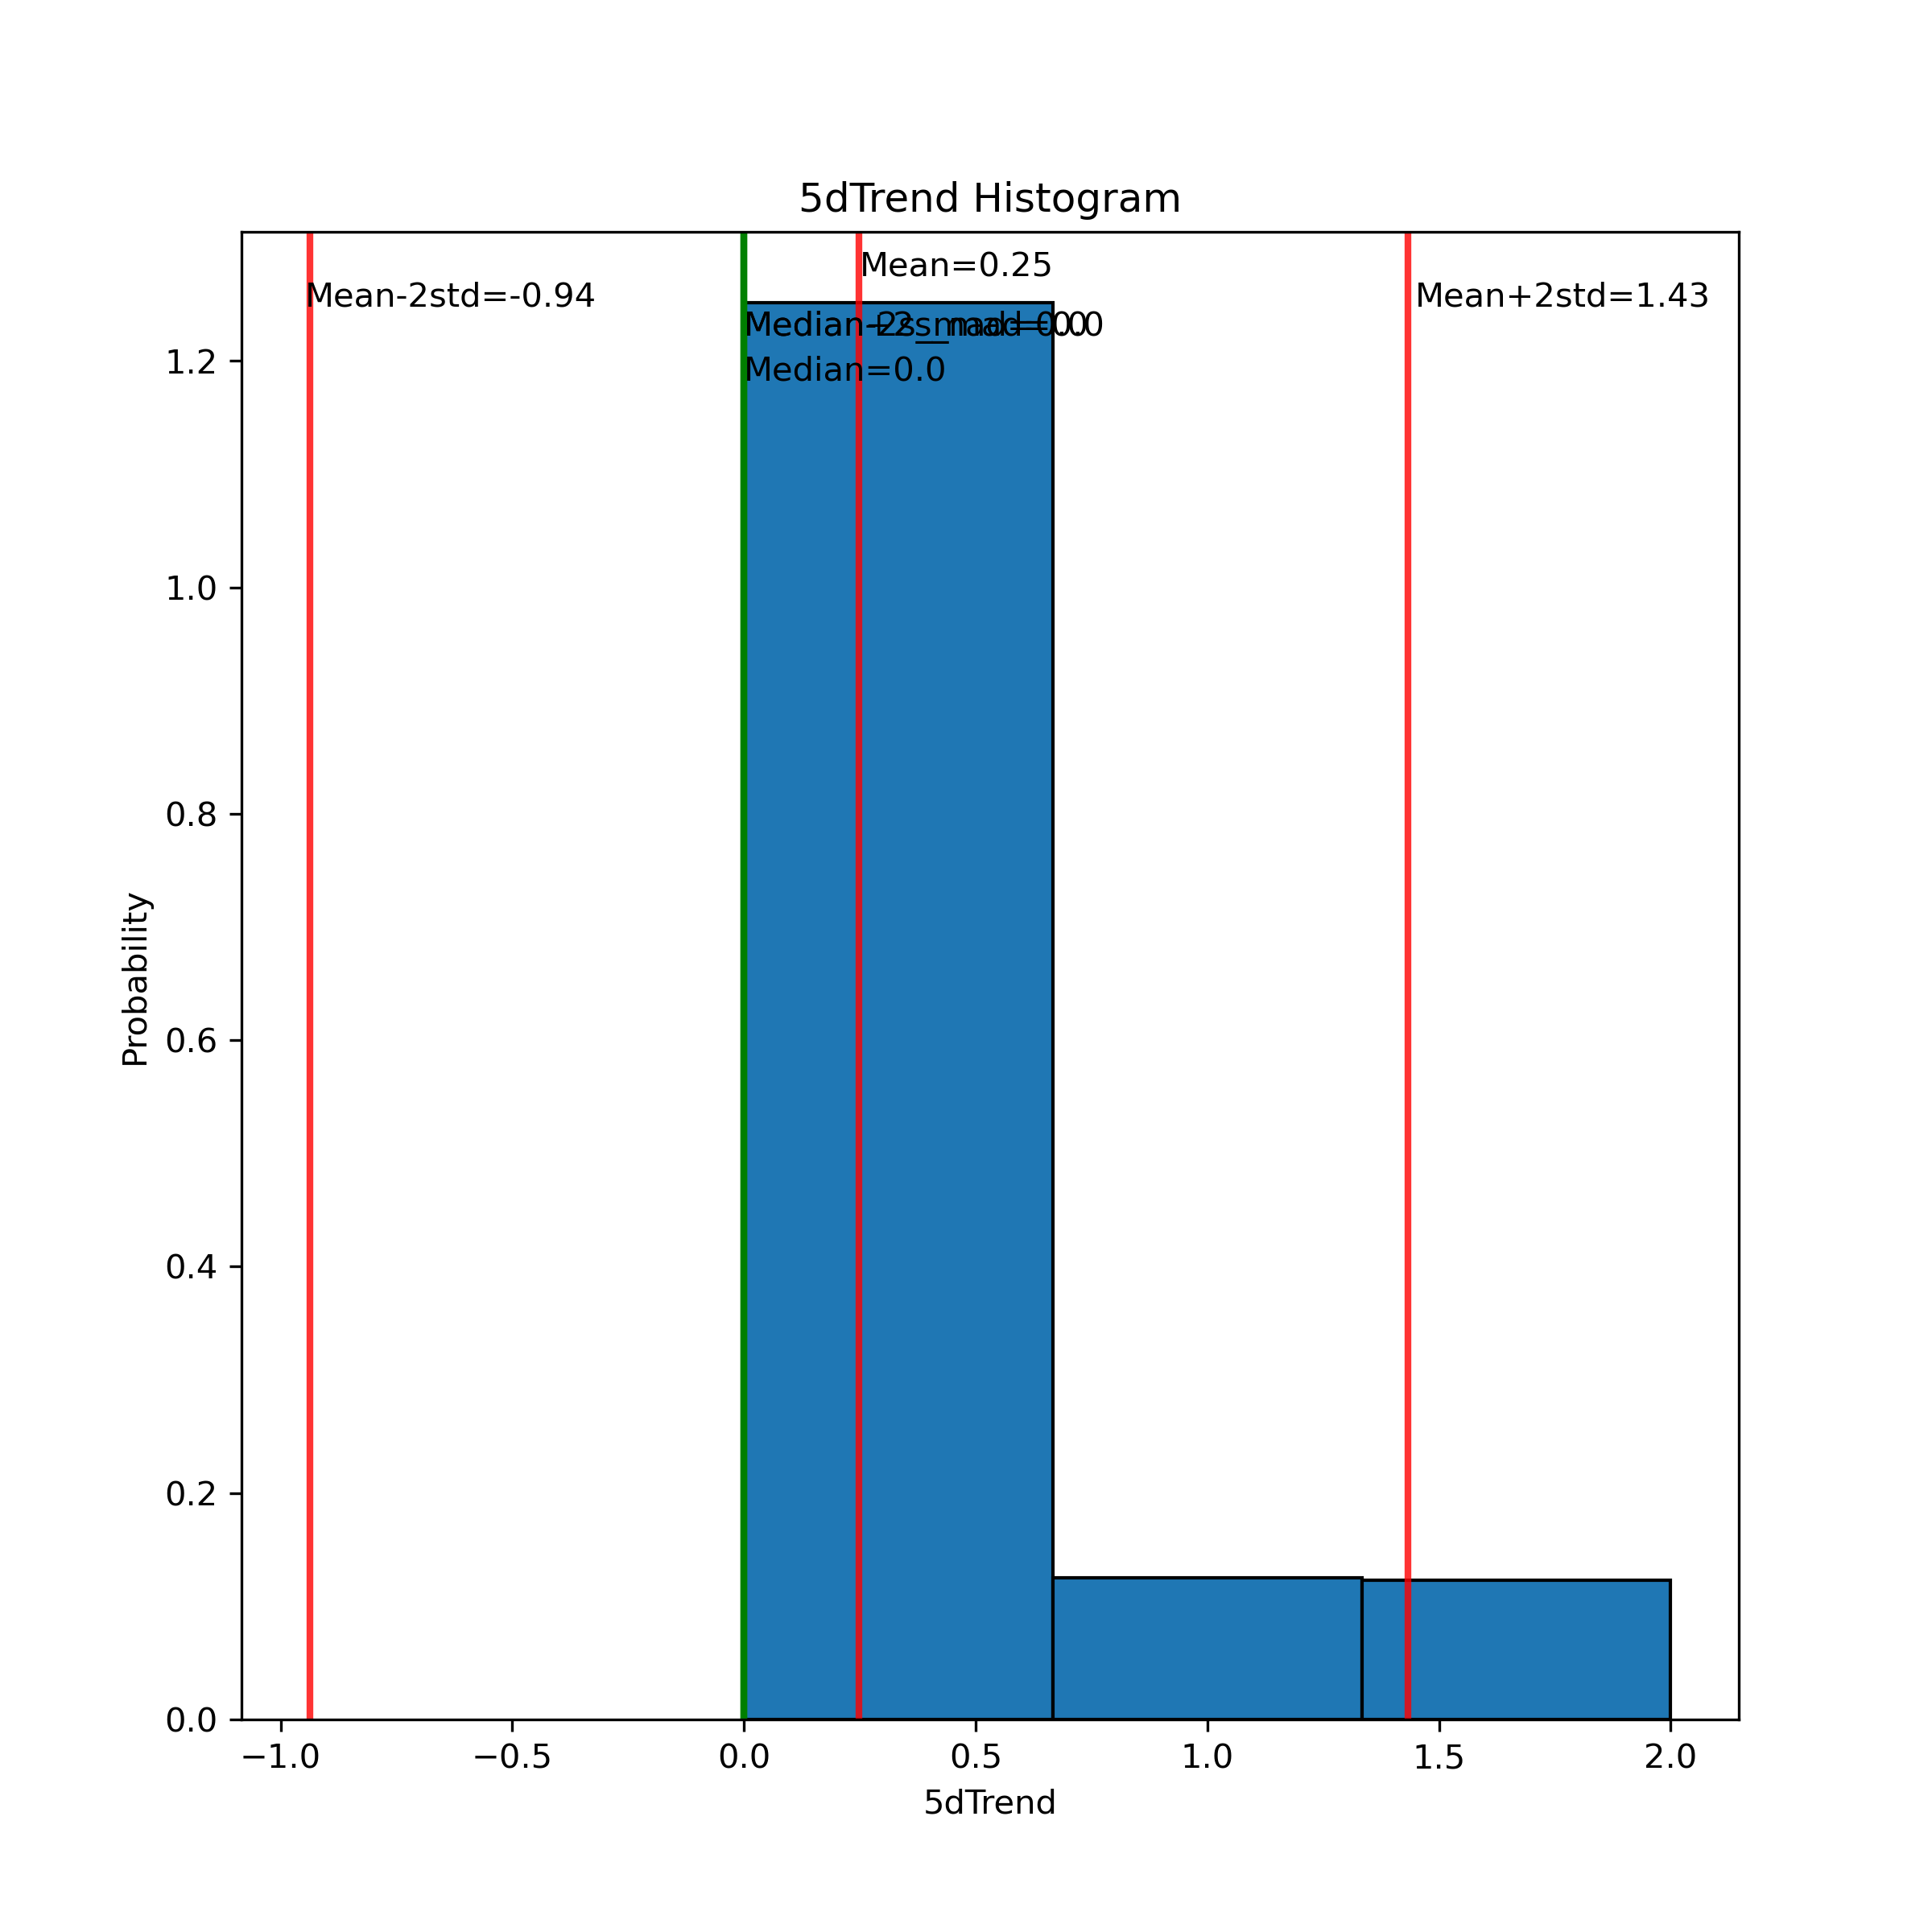 5dTrend Histogram
Mean=0.25
Mean-2std=-0.94
Mean+2std=1.43
Median=0.0
1.2
1.0
0.8
0.6
0.4
0.2
0.0
Probability
−1.0 −0.5 0.0 0.5 1.0 1.5 2.0
5dTrend